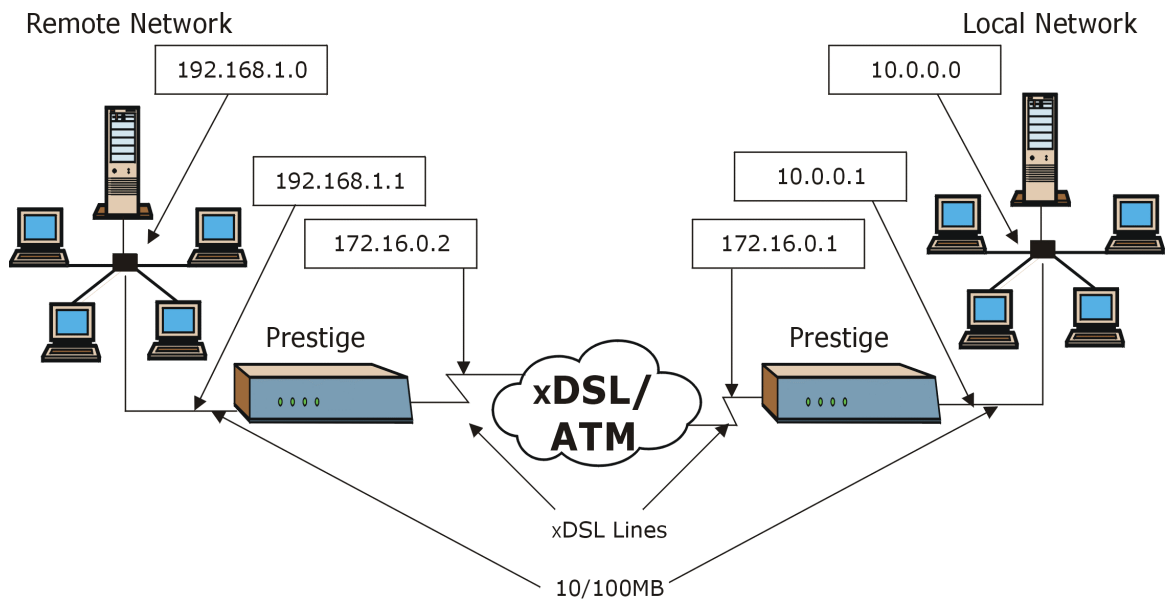 Remote Network
Local Network
192.168.1.0
10.0.0.0
192.168.1.1
10.0.0.1
172.16.0.2
172.16.0.1
Prestige
Prestige
xDSL/
ATM
xDSL Lines
10/100MB